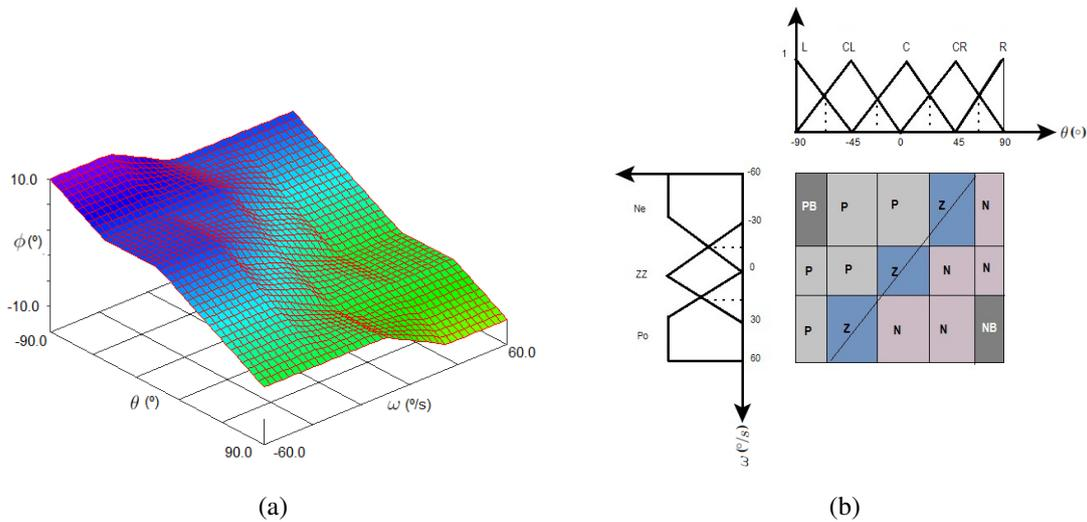 10.0
ϕ (º)
-10.0
-90.0
θ (º)
90.0
-60.0
ω (º/s)
60.0
(a)
1
L
CL
C
CR
R
-90
-45
0
45
90
θ (○)
-60
Ne
-30
ZZ
0
30
Po
60
ω (○/s)
PB
P
P
Z
N
P
P
Z
N
N
P
Z
N
N
NB
(b)